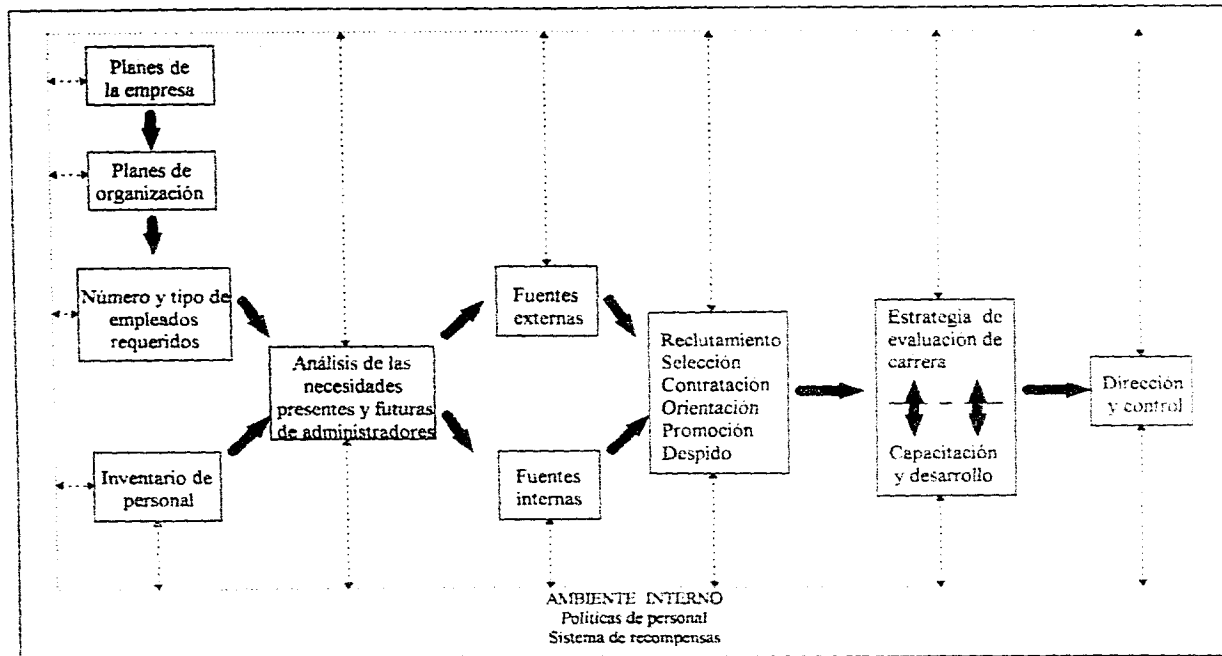 Planes de
la empresa
Planes de
organización
Número y tipo de
empleados
requeridos
Inventario de
personal
Análisis de las
necesidades
presentes y futuras
de administradores
Fuentes
externas
Fuentes
internas
Reclutamiento
Selección
Contratación
Orientación
Promoción
Despido
Estrategia de
evaluación de
carrera
Capacitación
y desarrollo
Dirección
y control
AMBIENTE INTERNO
Políticas de personal
Sistema de recompensas